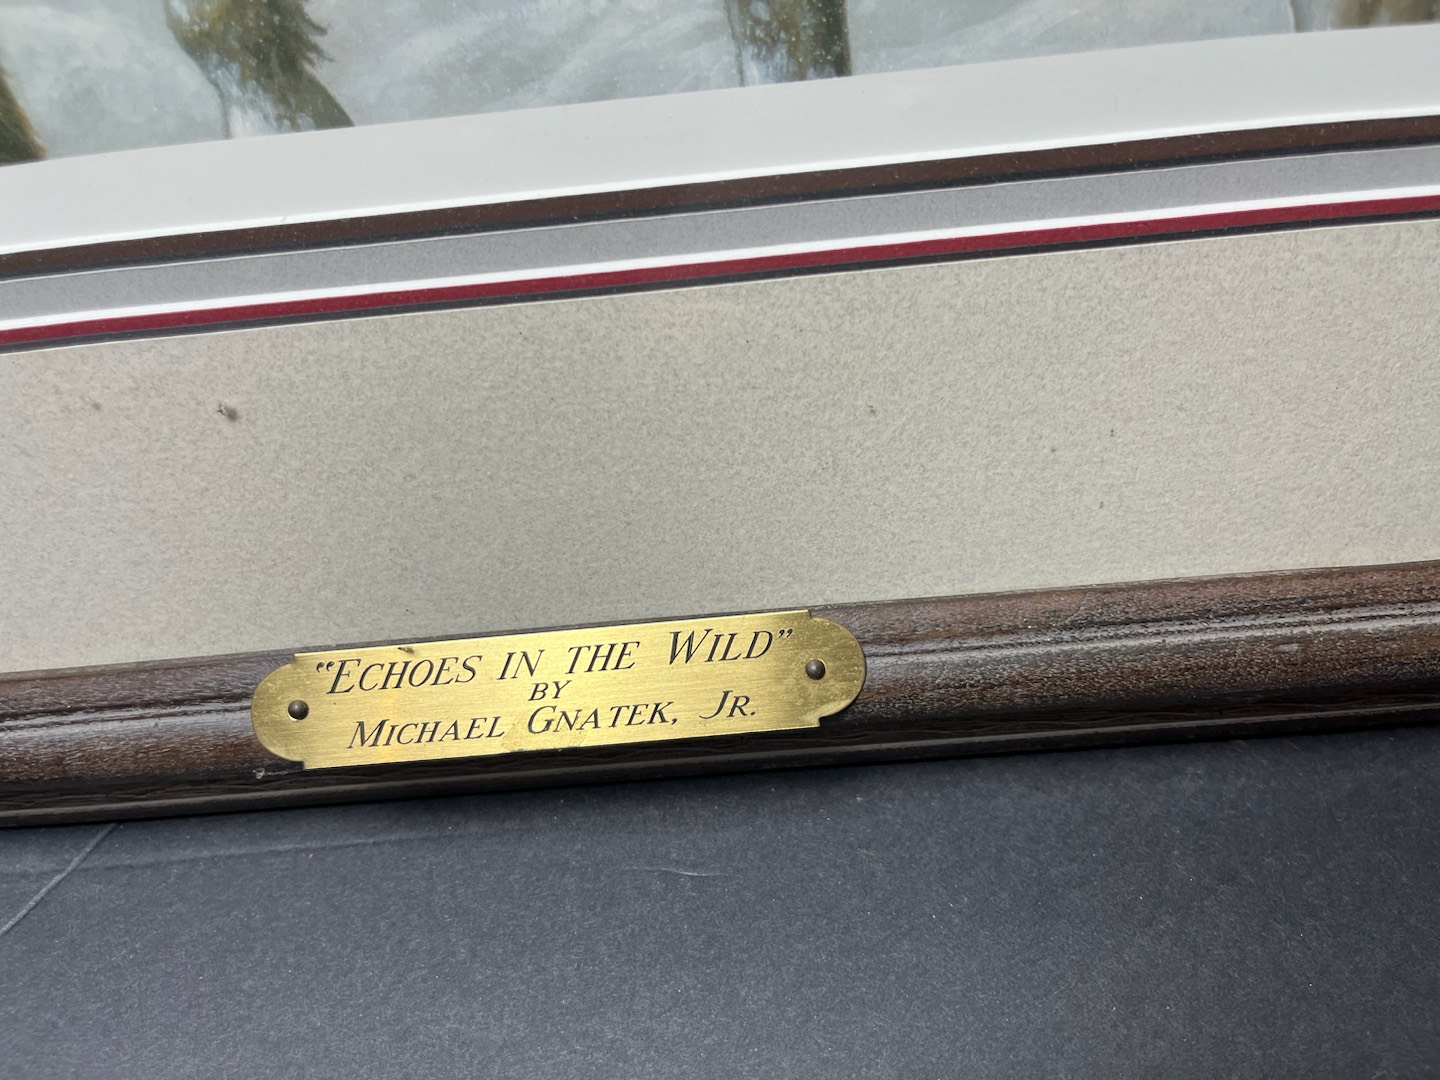 "ECHOES IN THE WILD"
BY
MICHAEL GNATEK, JR.